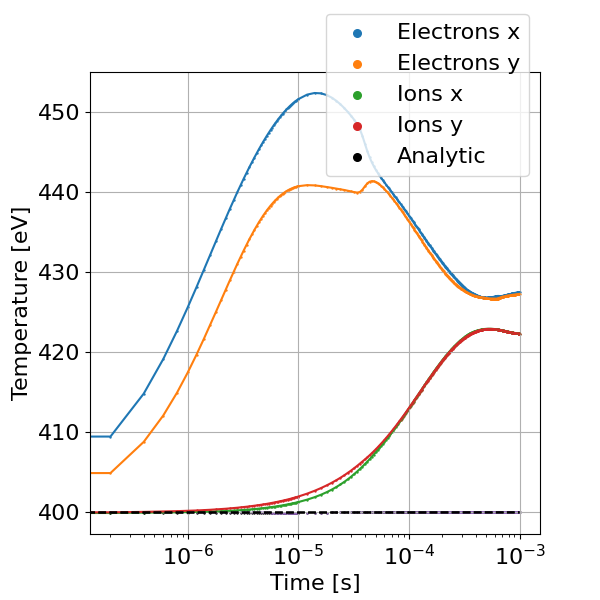 Electrons x
Electrons y
Ions x
Ions y
Analytic
450
440
430
420
410
400
Temperature [eV]
10⁻⁶ 10⁻⁵ 10⁻⁴ 10⁻³
Time [s]